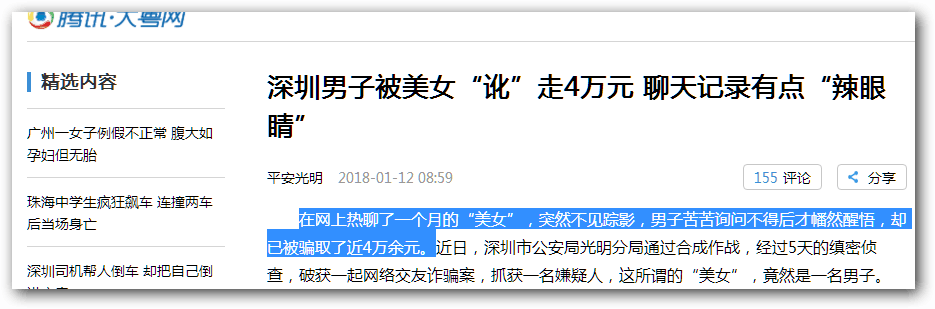 腾讯·大粤网
精选内容
广州一女子例假不正常 腹大如
孕妇但无胎
珠海中学生疯狂飙车 连撞两车
后当场身亡
深圳司机帮人倒车 却把自己倒
深圳男子被美女“讹”走4万元 聊天记录有点“辣眼
睛”
平安光明 2018-01-12 08:59
155 评论 分享
在网上热聊了一个月的“美女”，突然不见踪影，男子苦苦询问不得后才幡然醒悟，却
已被骗取了近4万余元。近日，深圳市公安局光明分局通过合成作战，经过5天的缜密侦
查，破获一起网络交友诈骗案，抓获一名嫌疑人，这所谓的“美女”，竟然是一名男子。